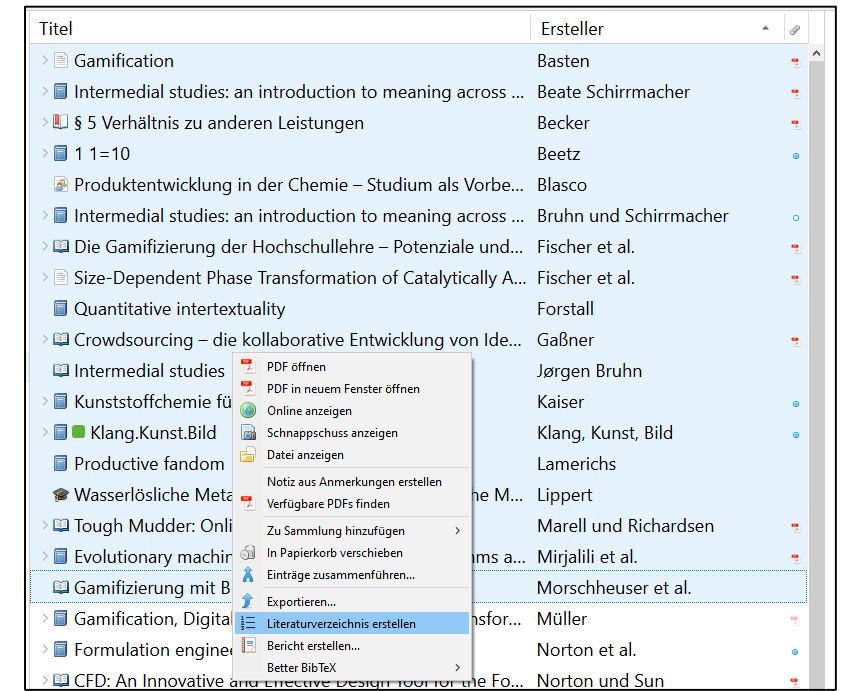 Titel Ersteller
Gamification Basten
Intermedial studies: an introduction to meaning across ... Beate Schirrmacher
§ 5 Verhältnis zu anderen Leistungen Becker
1 1=10 Beetz
Produktentwicklung in der Chemie – Studium als Vorbe... Blasco
Intermedial studies: an introduction to meaning across ... Bruhn und Schirrmacher
Die Gamifizierung der Hochschullehre – Potenziale und... Fischer et al.
Size-Dependent Phase Transformation of Catalytically A... Fischer et al.
Quantitative intertextuality Forstall
Crowdsourcing – die kollaborative Entwicklung von Ide... Gaßner
Intermedial studies Jørgen Bruhn
Kunststoffchemie fü Kaiser
Klang.Kunst.Bild Klang, Kunst, Bild
Productive fandom Lamerichs
Wasserlösliche Meta he M... Lippert
Tough Mudder: Onli Marell und Richardsen
Evolutionary machin ms a... Mirjalili et al.
Gamifizierung mit B Morschheuser et al.
Gamification, Digital nsfor... Müller
Formulation enginee Norton et al.
CFD: An Innovative and Effective Design Tool for the Fo... Norton und Sun
PDF öffnen
PDF in neuem Fenster öffnen
Online anzeigen
Schnappschuss anzeigen
Datei anzeigen
Notiz aus Anmerkungen erstellen
Verfügbare PDFs finden
Zu Sammlung hinzufügen
In Papierkorb verschieben
Einträge zusammenführen...
Exportieren...
Literaturverzeichnis erstellen
Bericht erstellen...
Better BibTeX